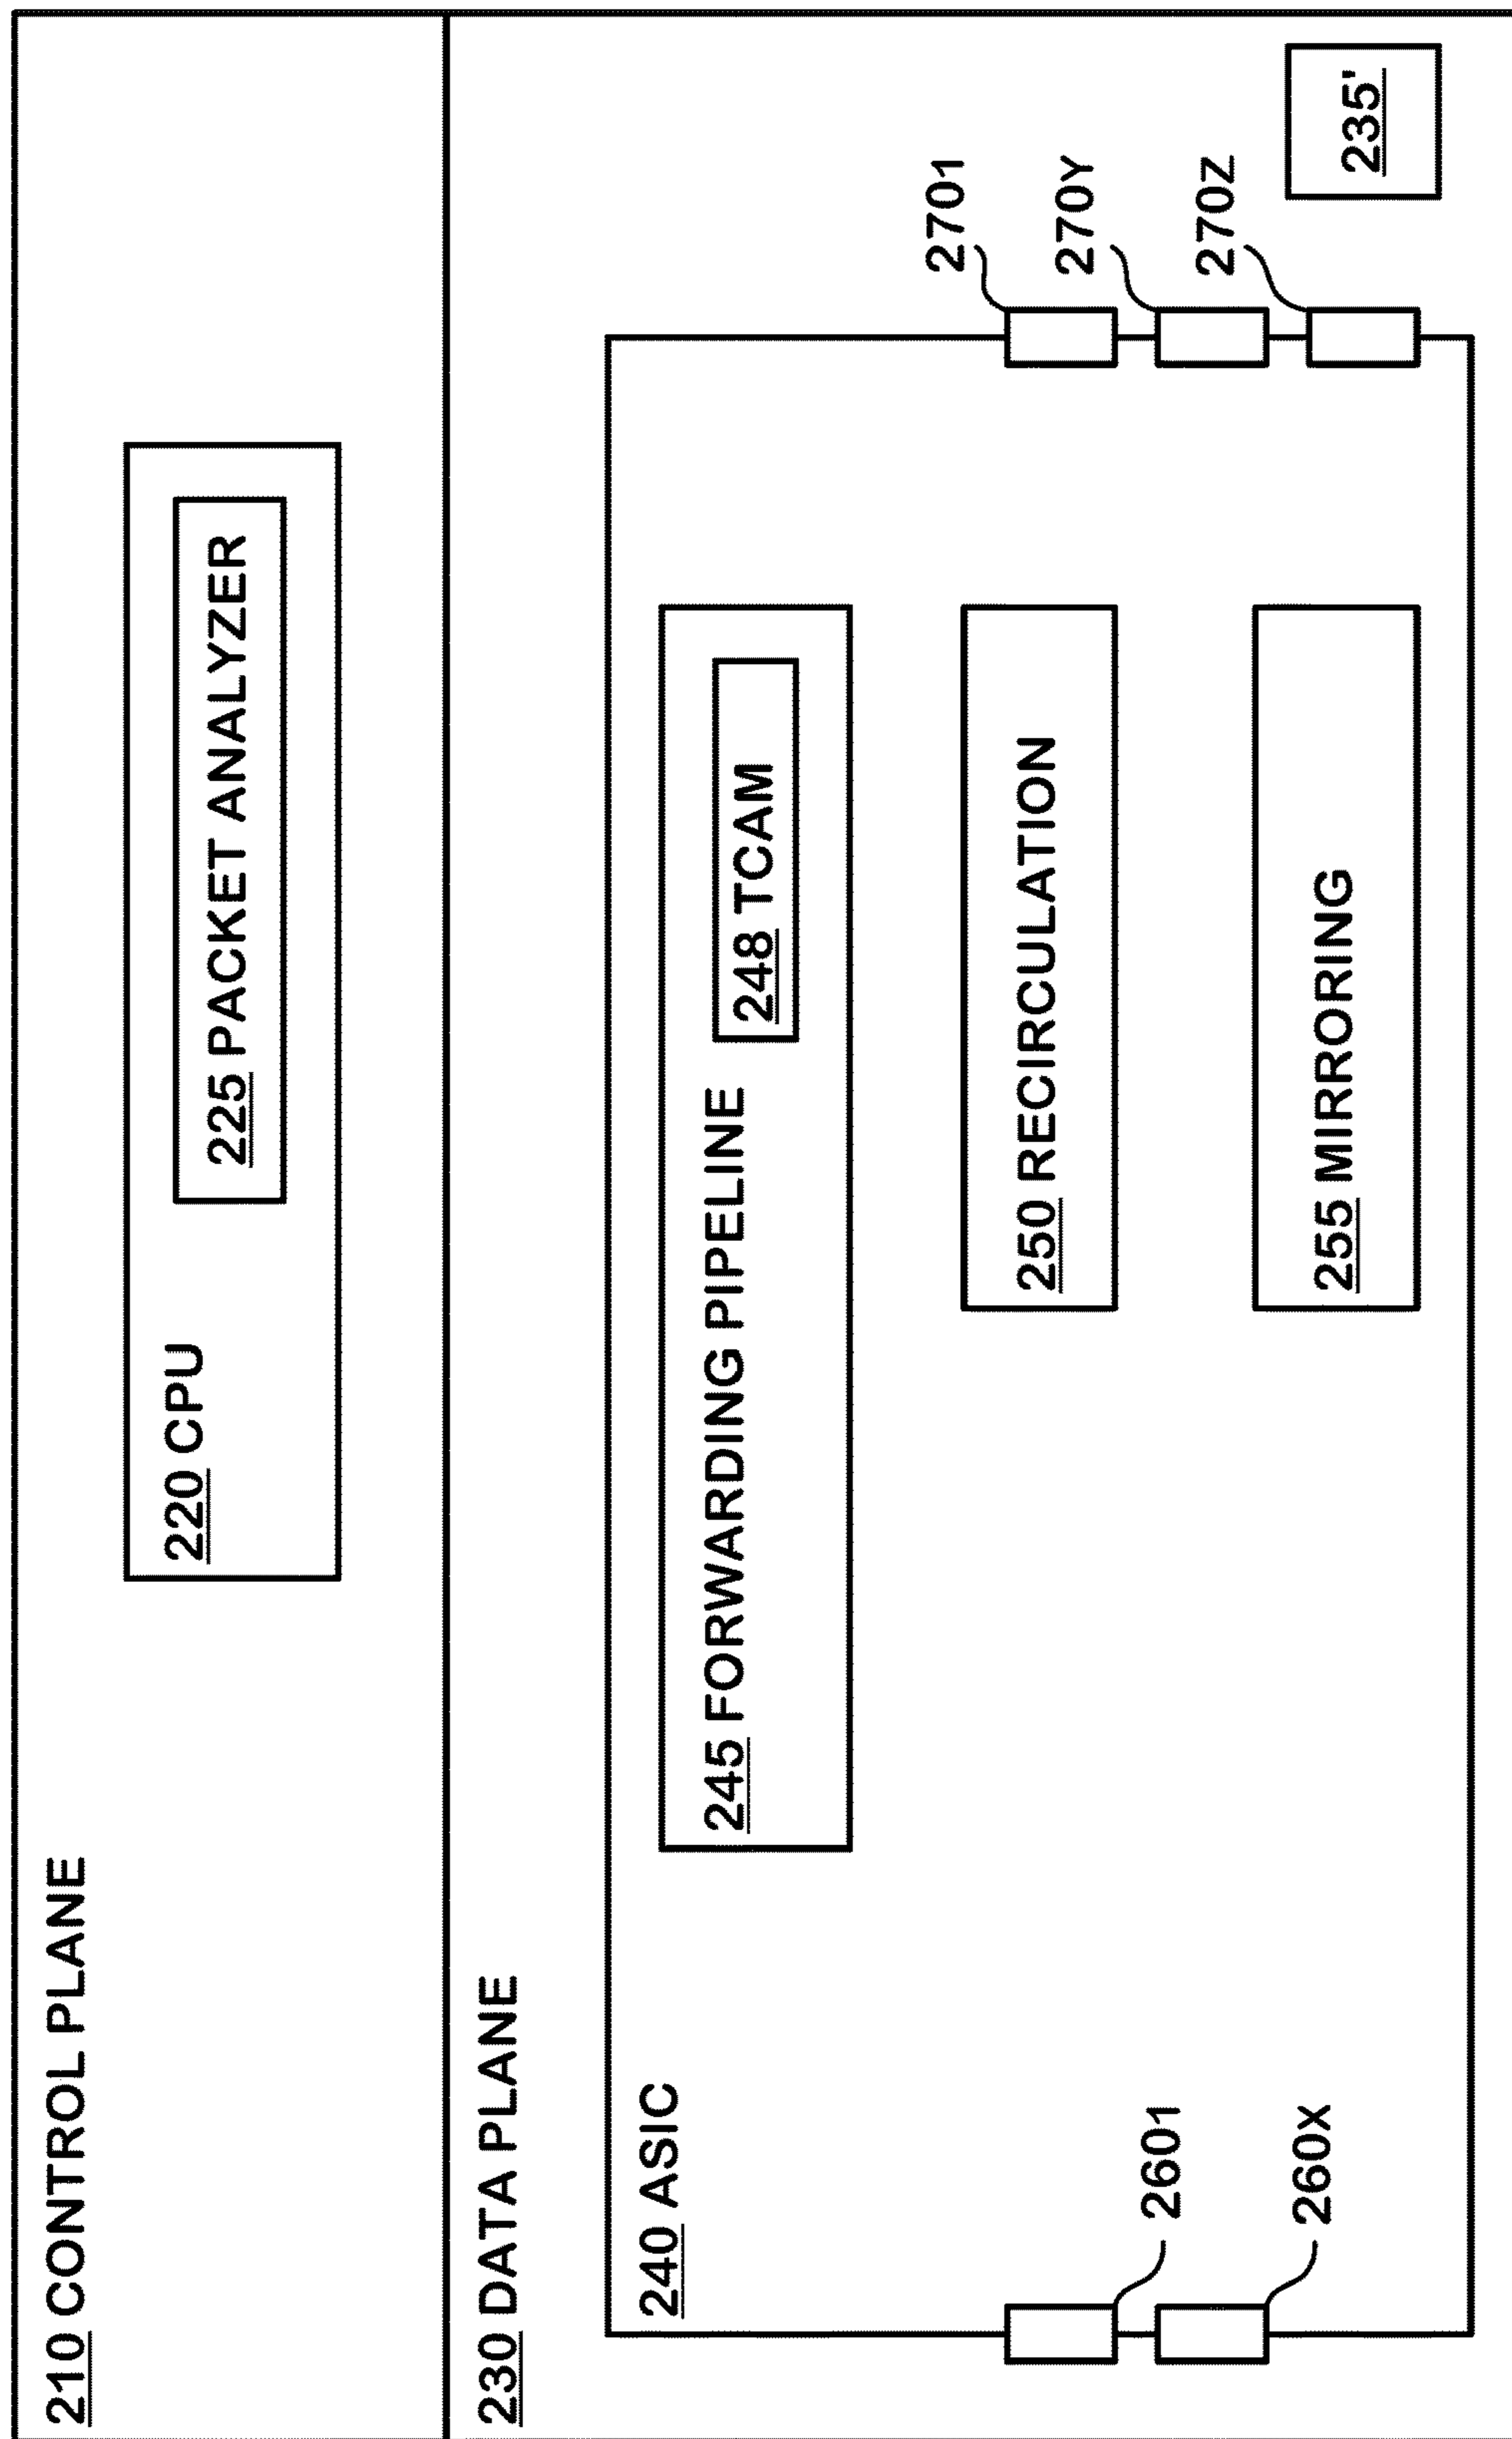 210 CONTROL PLANE
220 CPU
225 PACKET ANALYZER
230 DATA PLANE
240 ASIC
245 FORWARDING PIPELINE
248 TCAM
250 RECIRCULATION
255 MIRRORING
2601
260X
2701
270Y
270Z
235'